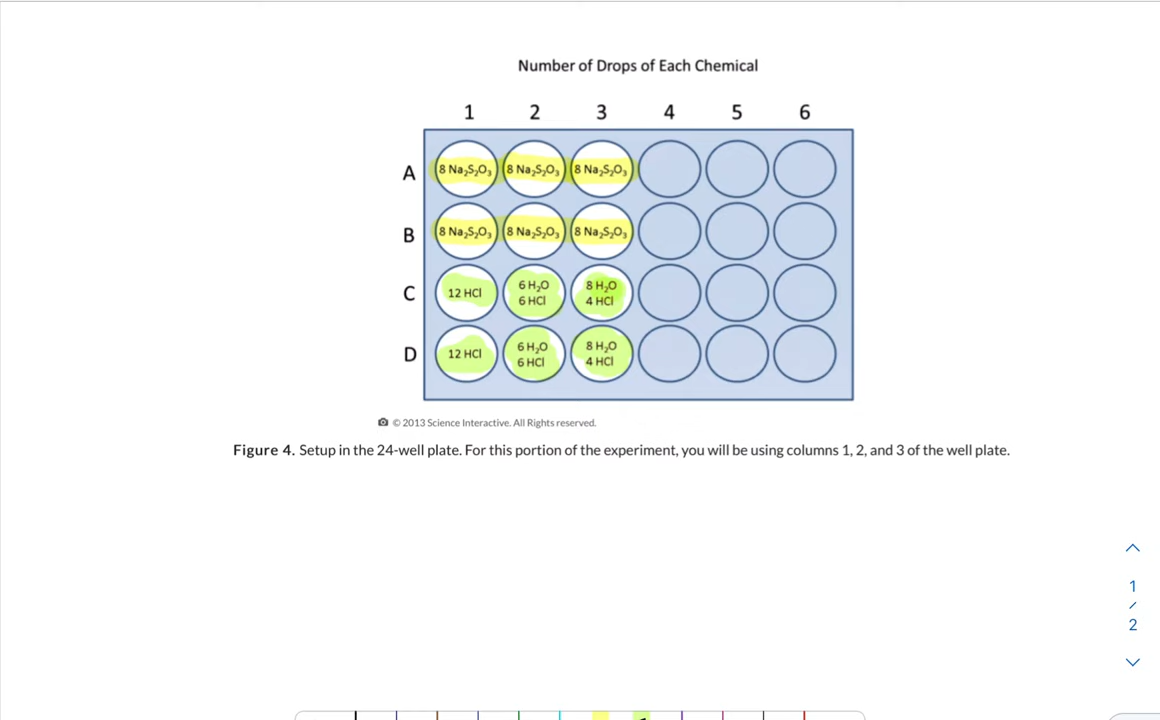 Number of Drops of Each Chemical
1 2 3 4 5 6
A 8 Na₂S₂O₃ 8 Na₂S₂O₃ 8 Na₂S₂O₃
B 8 Na₂S₂O₃ 8 Na₂S₂O₃ 8 Na₂S₂O₃
C 12 HCl 6 H₂O 8 H₂O
6 HCl 4 HCl
D 12 HCl 6 H₂O 8 H₂O
6 HCl 4 HCl
© 2013 Science Interactive. All Rights reserved.
Figure 4. Setup in the 24-well plate. For this portion of the experiment, you will be using columns 1, 2, and 3 of the well plate.
1
/
2